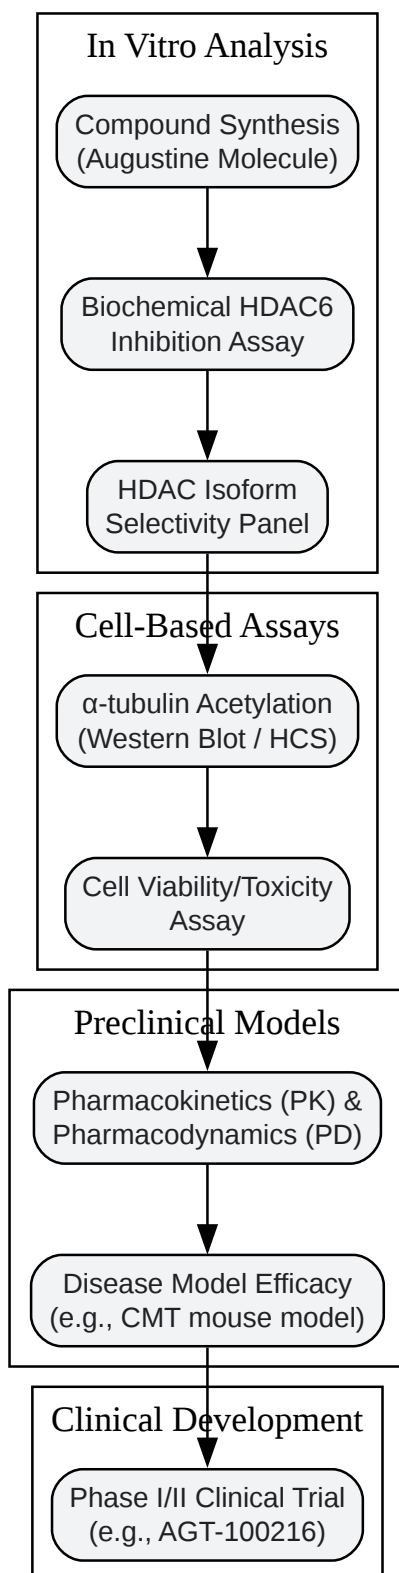 In Vitro Analysis
Compound Synthesis
(Augustine Molecule)
Biochemical HDAC6
Inhibition Assay
HDAC Isoform
Selectivity Panel
Cell-Based Assays
α-tubulin Acetylation
(Western Blot / HCS)
Cell Viability/Toxicity
Assay
Preclinical Models
Pharmacokinetics (PK) &
Pharmacodynamics (PD)
Disease Model Efficacy
(e.g., CMT mouse model)
Clinical Development
Phase I/II Clinical Trial
(e.g., AGT-100216)